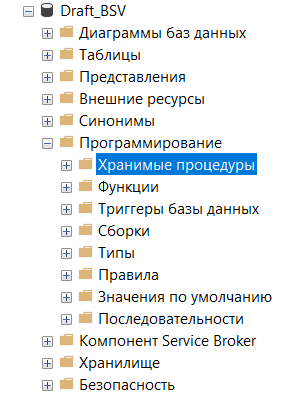 Draft_BSV
Диаграммы баз данных
Таблицы
Представления
Внешние ресурсы
Синонимы
Программирование
Хранимые процедуры
Функции
Триггеры базы данных
Сборки
Типы
Правила
Значения по умолчанию
Последовательности
Компонент Service Broker
Хранилище
Безопасность